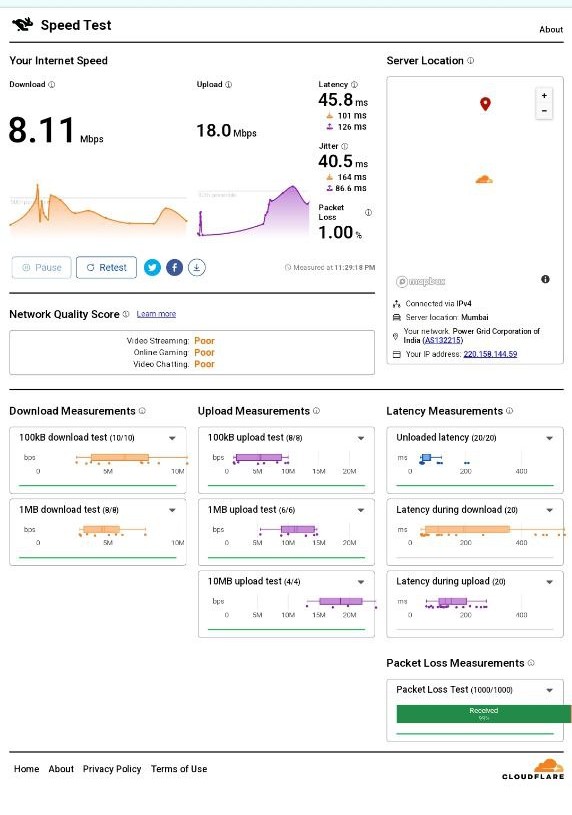 Speed Test
About
Your Internet Speed
Download
8.11 Mbps
Upload
18.0 Mbps
Latency
45.8 ms
101 ms
126 ms
Jitter
40.5 ms
164 ms
86.6 ms
Packet Loss
1.00 %
Pause
Retest
Measured at 11:29:18 PM
Server Location
+
−
mapbox
Connected via IPv4
Server location: Mumbai
Your network: Power Grid Corporation of
India (AS132215)
Your IP address: 220.158.144.59
Network Quality Score Learn more
Video Streaming: Poor
Online Gaming: Poor
Video Chatting: Poor
Download Measurements
100kB download test (10/10)
bps
0 5M 10M
1MB download test (8/8)
bps
0 5M 10M
Upload Measurements
100kB upload test (8/8)
bps
0 5M 10M 15M 20M
1MB upload test (6/6)
bps
0 5M 10M 15M 20M
10MB upload test (4/4)
bps
0 5M 10M 15M 20M
Latency Measurements
Unloaded latency (20/20)
ms
0 200 400
Latency during download (20)
ms
0 200 400
Latency during upload (20)
ms
0 200 400
Packet Loss Measurements
Packet Loss Test (1000/1000)
Received
99%
Home About Privacy Policy Terms of Use
CLOUDFLARE